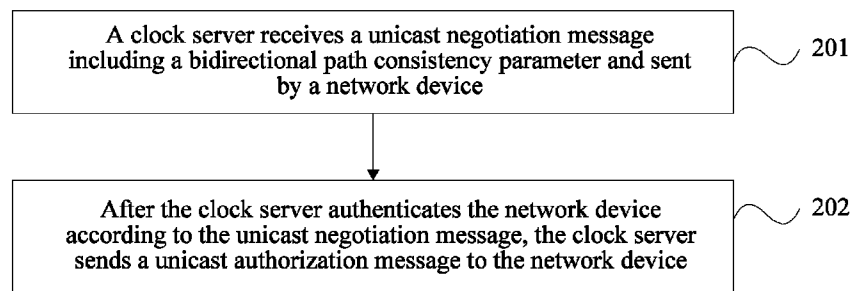 A clock server receives a unicast negotiation message
including a bidirectional path consistency parameter and sent
by a network device
201
After the clock server authenticates the network device
according to the unicast negotiation message, the clock server
sends a unicast authorization message to the network device
202